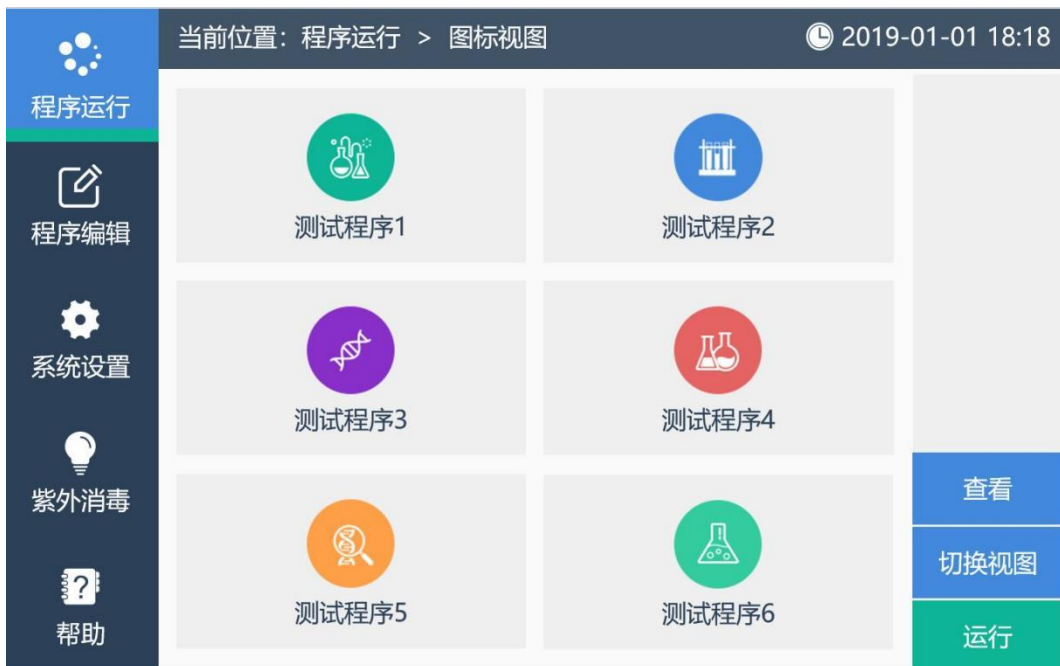 当前位置：程序运行 > 图标视图
2019-01-01 18:18
程序运行
程序编辑
系统设置
紫外消毒
帮助
测试程序1
测试程序2
测试程序3
测试程序4
测试程序5
测试程序6
查看
切换视图
运行